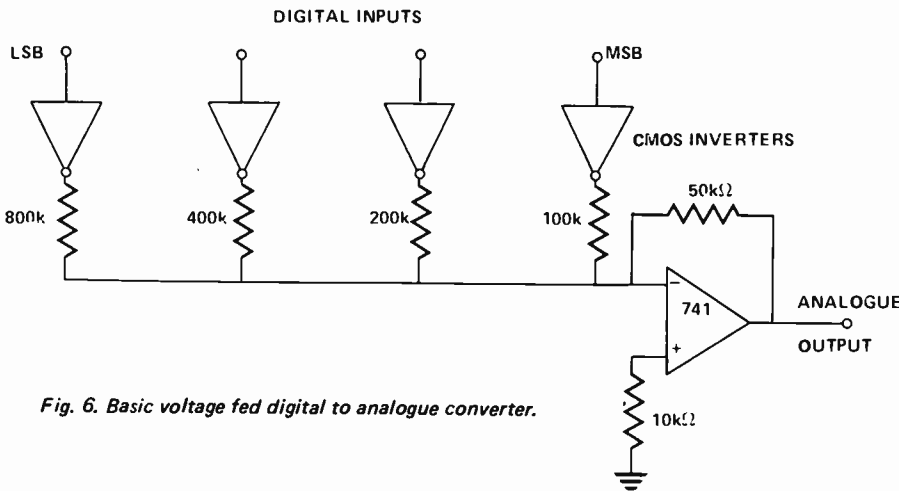 DIGITAL INPUTS
LSB
MSB
CMOS INVERTERS
800k
400k
200k
100k
50kΩ
741
ANALOGUE
OUTPUT
10kΩ
Fig. 6. Basic voltage fed digital to analogue converter.